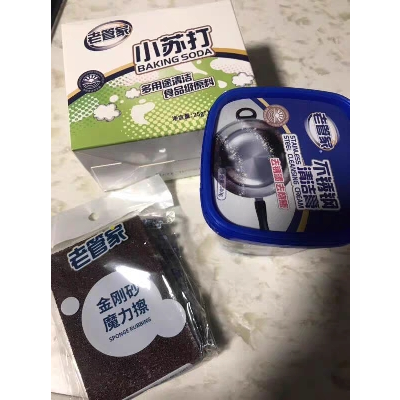 老管家
小苏打
BAKING SODA
多用途清洁
食品级原料
老管家
不锈钢
清洁膏
STAINLESS
STEEL CLEANSING CREAM
老管家
金刚砂
魔力擦
SPONGE RUBBING